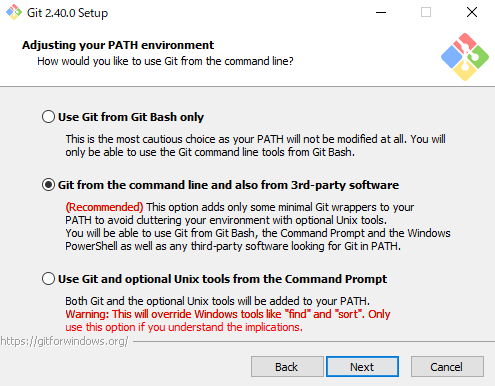 Git 2.40.0 Setup
Adjusting your PATH environment
How would you like to use Git from the command line?
Use Git from Git Bash only
This is the most cautious choice as your PATH will not be modified at all. You will
only be able to use the Git command line tools from Git Bash.
Git from the command line and also from 3rd-party software
(Recommended) This option adds only some minimal Git wrappers to your
PATH to avoid cluttering your environment with optional Unix tools.
You will be able to use Git from Git Bash, the Command Prompt and the Windows
PowerShell as well as any third-party software looking for Git in PATH.
Use Git and optional Unix tools from the Command Prompt
Both Git and the optional Unix tools will be added to your PATH.
Warning: This will override Windows tools like "find" and "sort". Only
use this option if you understand the implications.
https://gitforwindows.org/
Back
Next
Cancel